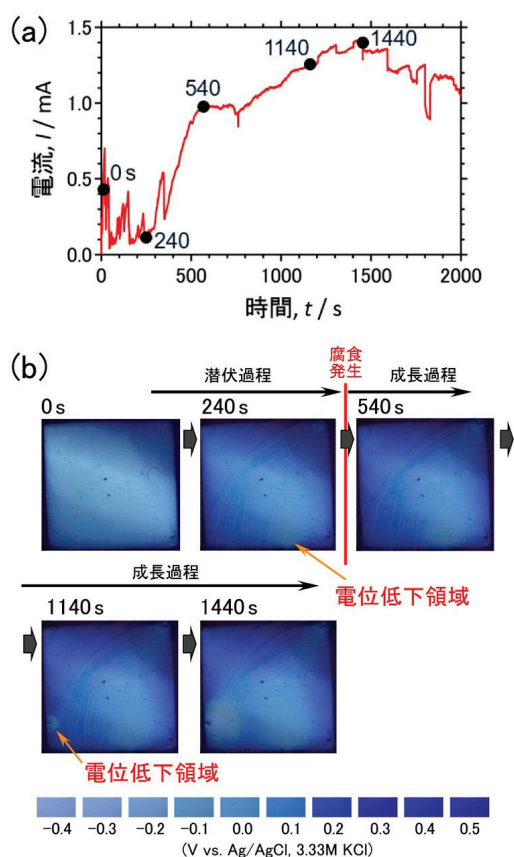 (a)
1.5
1.0
0.5
0.0
電流, I / mA
0 s
240
540
1140
1440
0
500
1000
1500
2000
時間, t / s
(b)
潜伏過程
腐食
発生
成長過程
0 s
240 s
540 s
電位低下領域
成長過程
1140 s
1440 s
電位低下領域
−0.4 −0.3 −0.2 −0.1 0.0 0.1 0.2 0.3 0.4 0.5
(V vs. Ag/AgCl, 3.33M KCl)